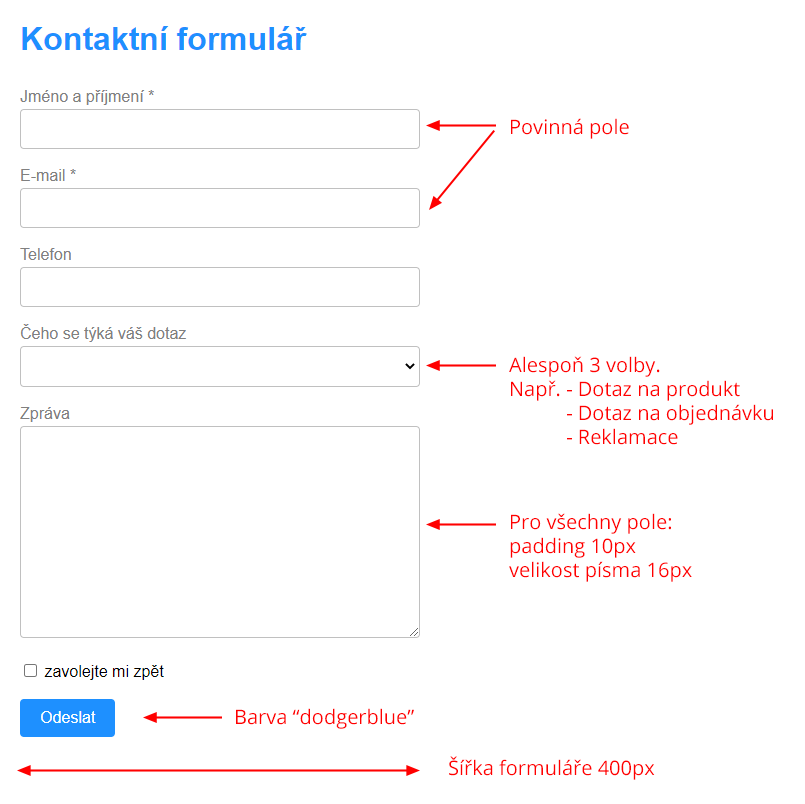 Kontaktní formulář
Jméno a příjmení *
Povinná pole
E-mail *
Telefon
Čeho se týká váš dotaz
Alespoň 3 volby.
Např. - Dotaz na produkt
- Dotaz na objednávku
- Reklamace
Zpráva
Pro všechny pole:
padding 10px
velikost písma 16px
zavolejte mi zpět
Odeslat
Barva “dodgerblue”
Šířka formuláře 400px